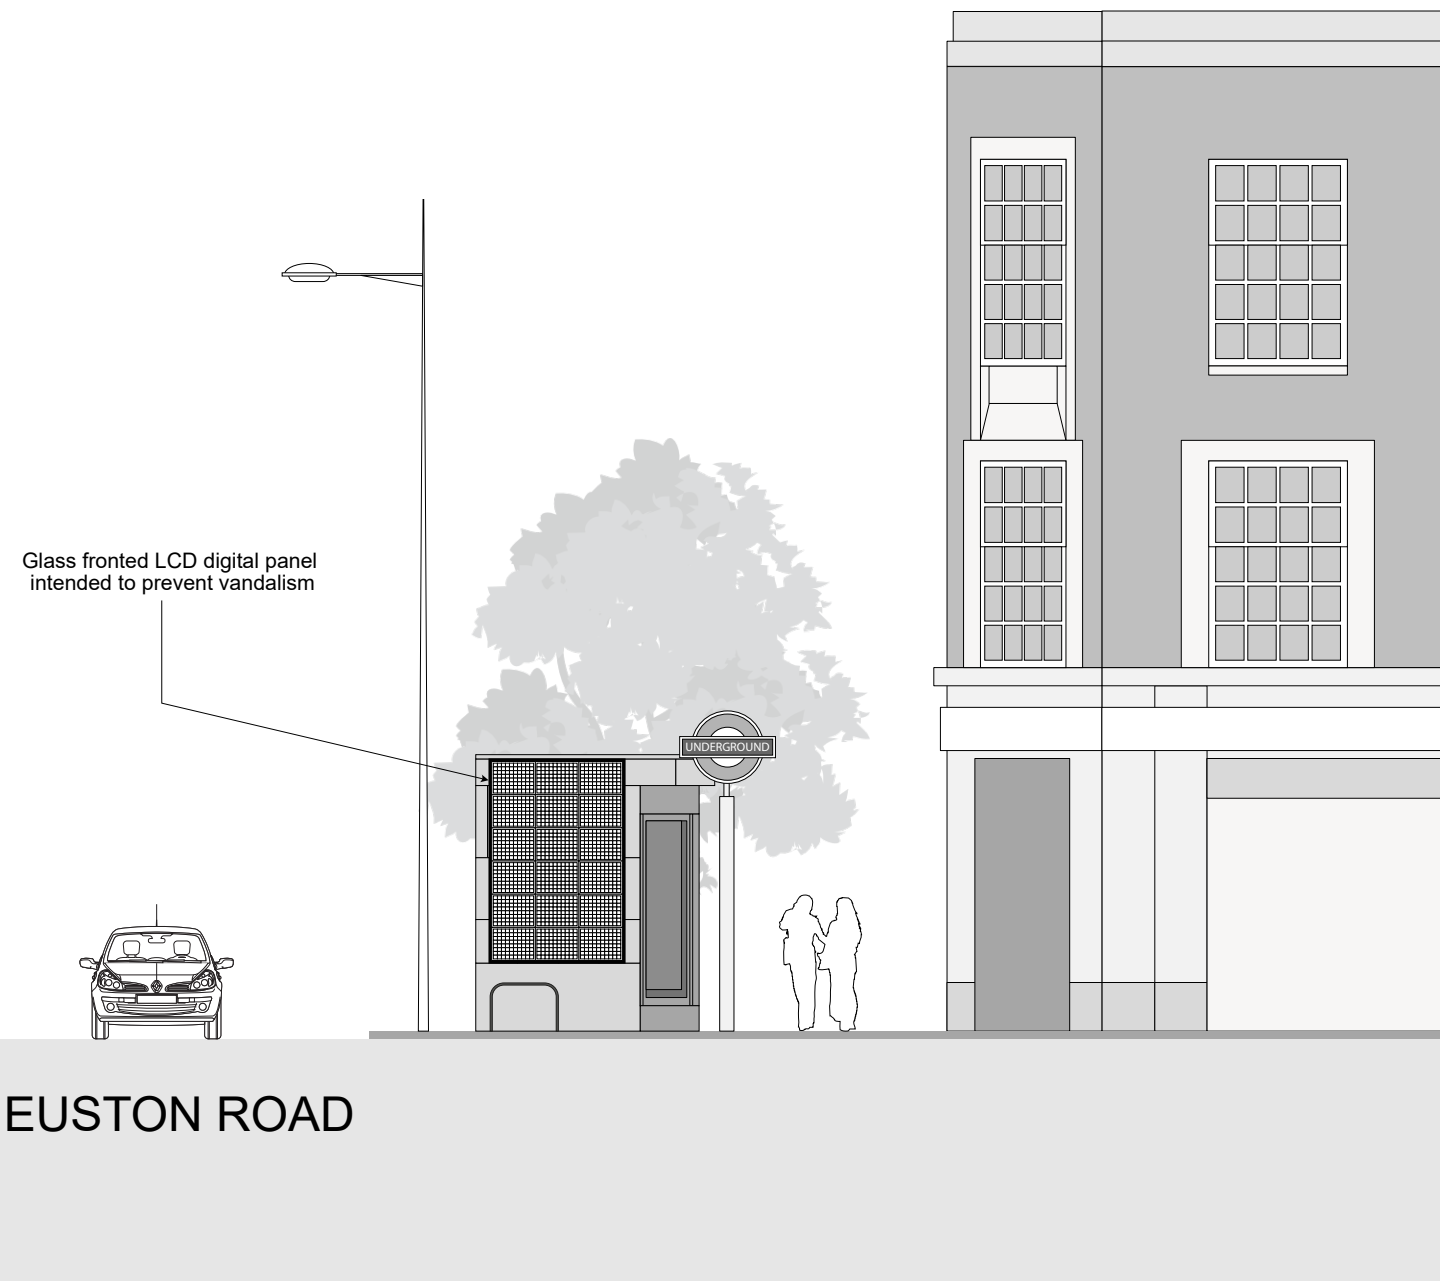 Glass fronted LCD digital panel
intended to prevent vandalism
UNDERGROUND
EUSTON ROAD